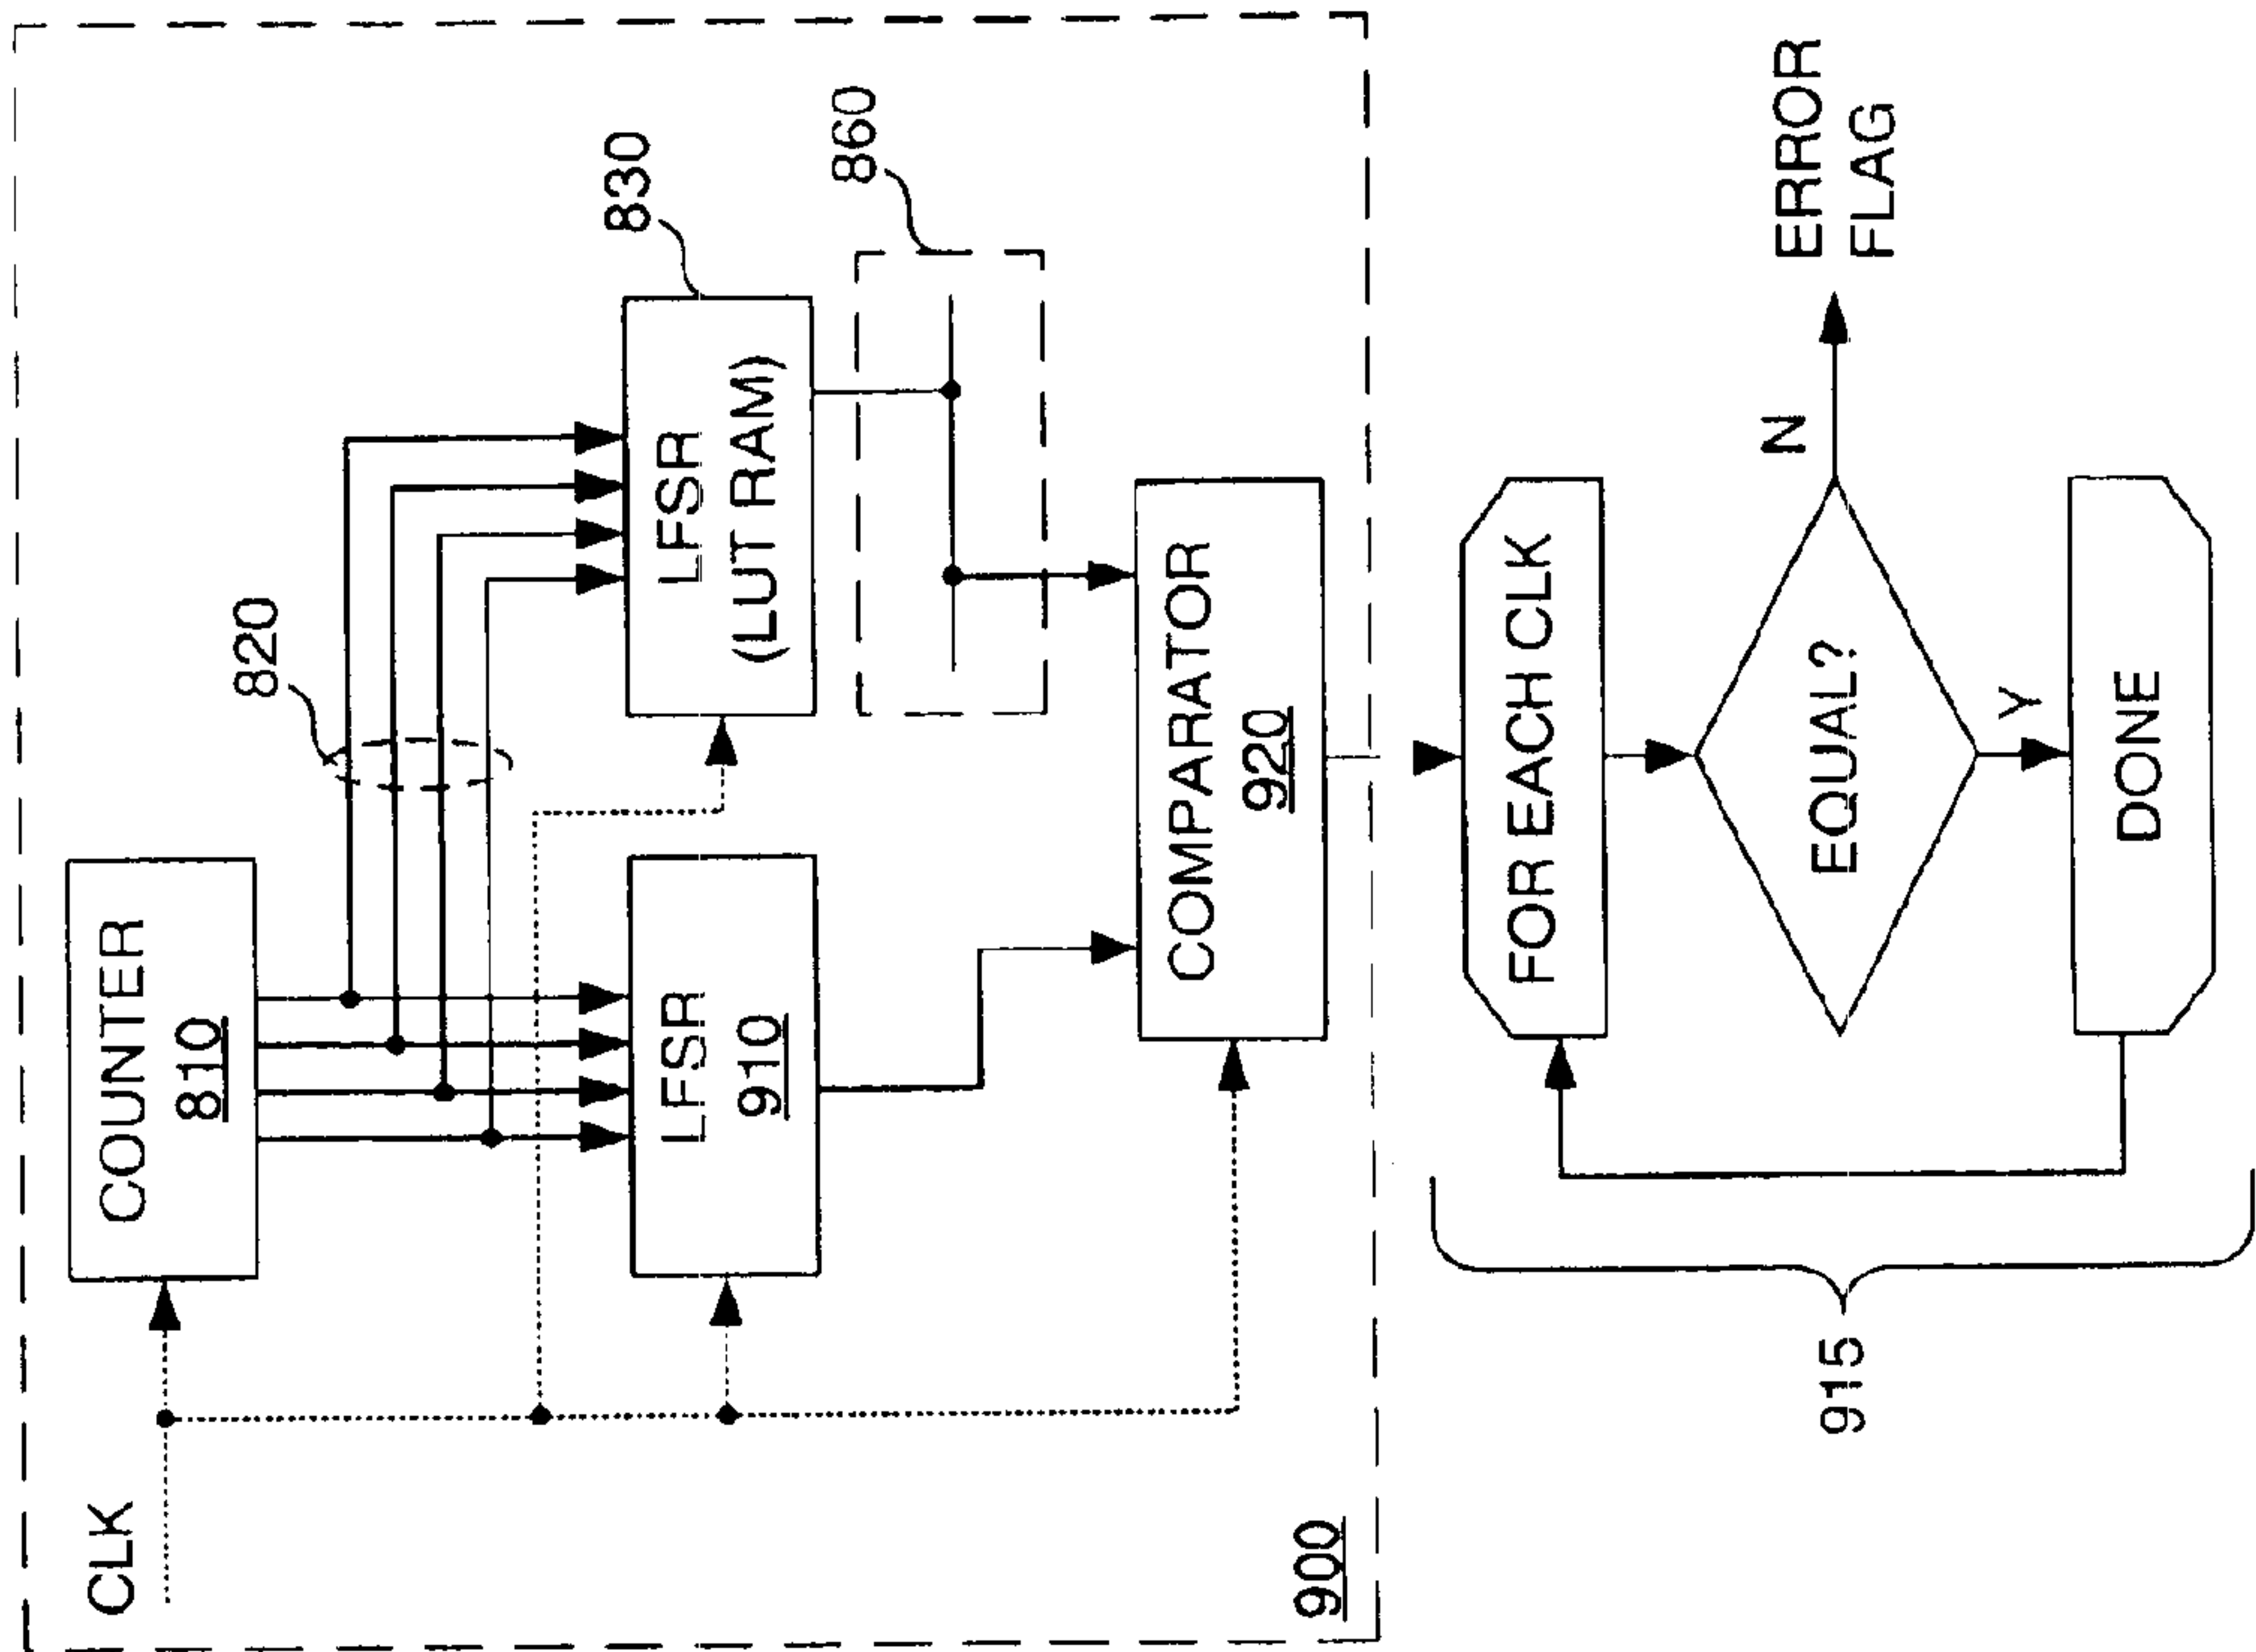 CLK
COUNTER
810
820
LFSR
910
LFSR
(LUT RAM)
830
860
COMPARATOR
920
900
FOR EACH CLK
EQUAL?
N
ERROR
FLAG
Y
DONE
915